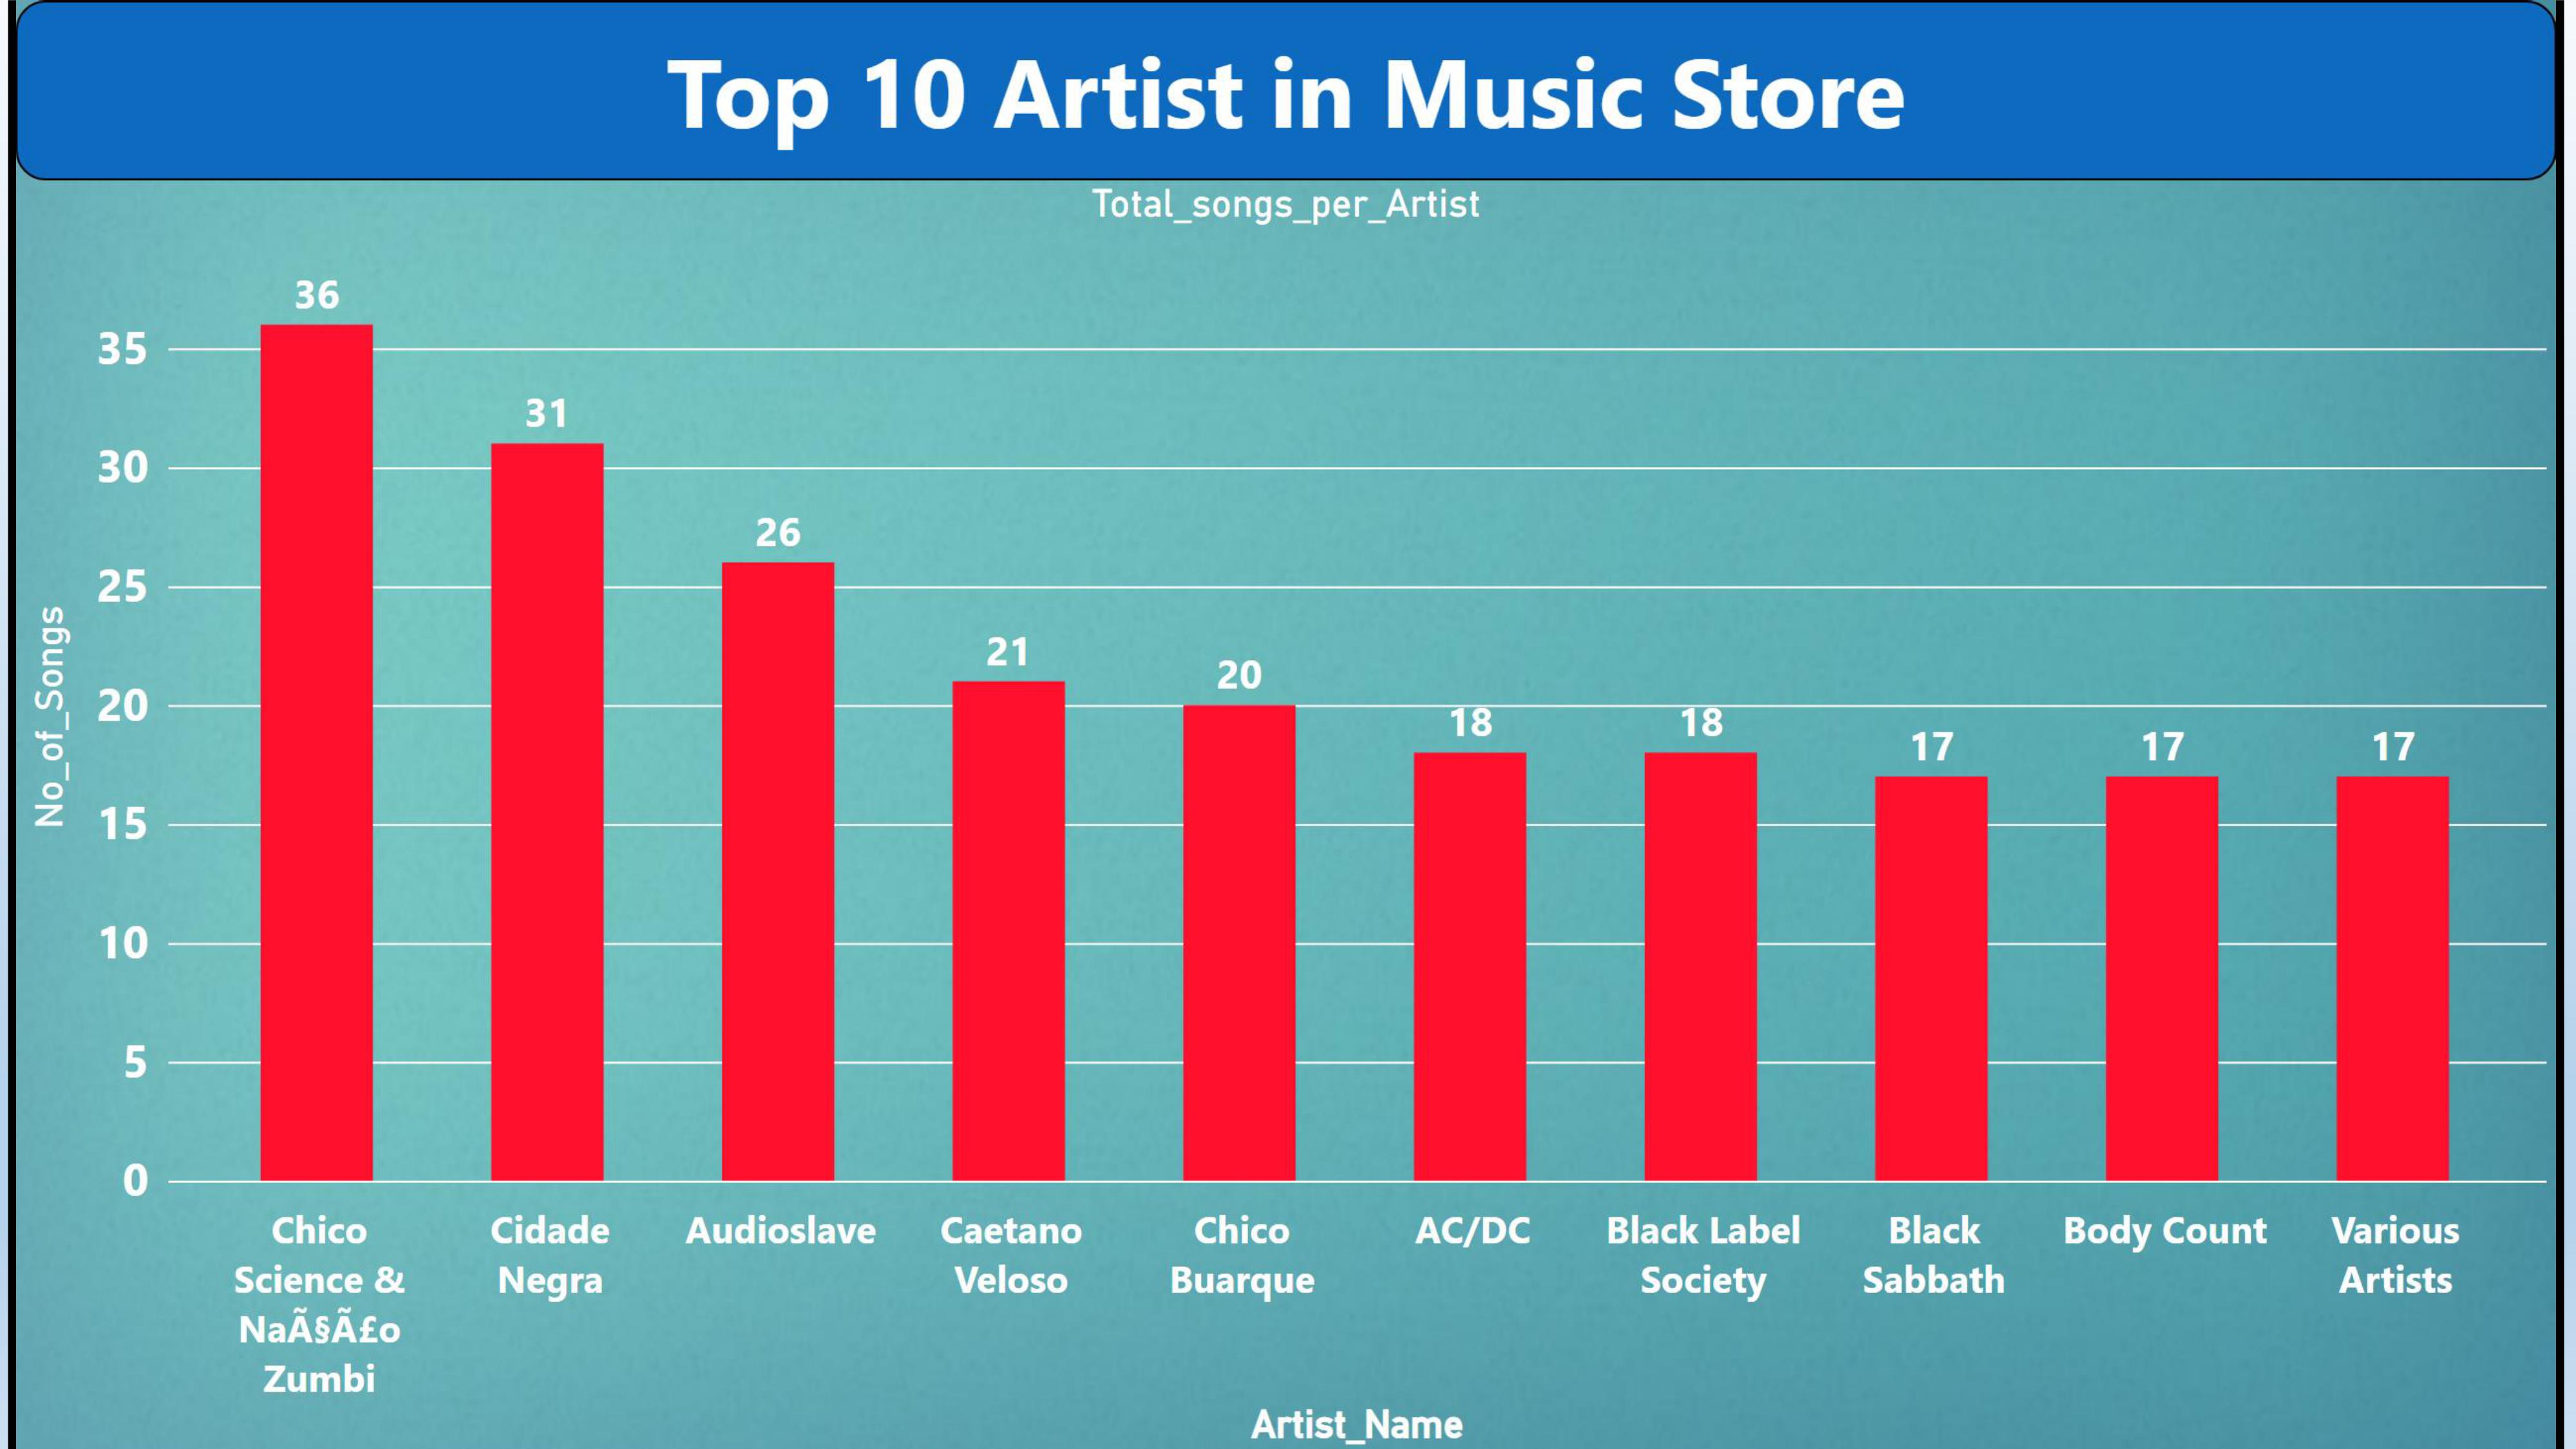 Top 10 Artist in Music Store
Total_songs_per_Artist
36
35
31
30
26
25
21
20
20
18
18
17
17
17
15
10
5
0
No_of_Songs
Chico
Science &
NaÃ§Ã£o
Zumbi
Cidade
Negra
Audioslave
Caetano
Veloso
Chico
Buarque
AC/DC
Black Label
Society
Black
Sabbath
Body Count
Various
Artists
Artist_Name